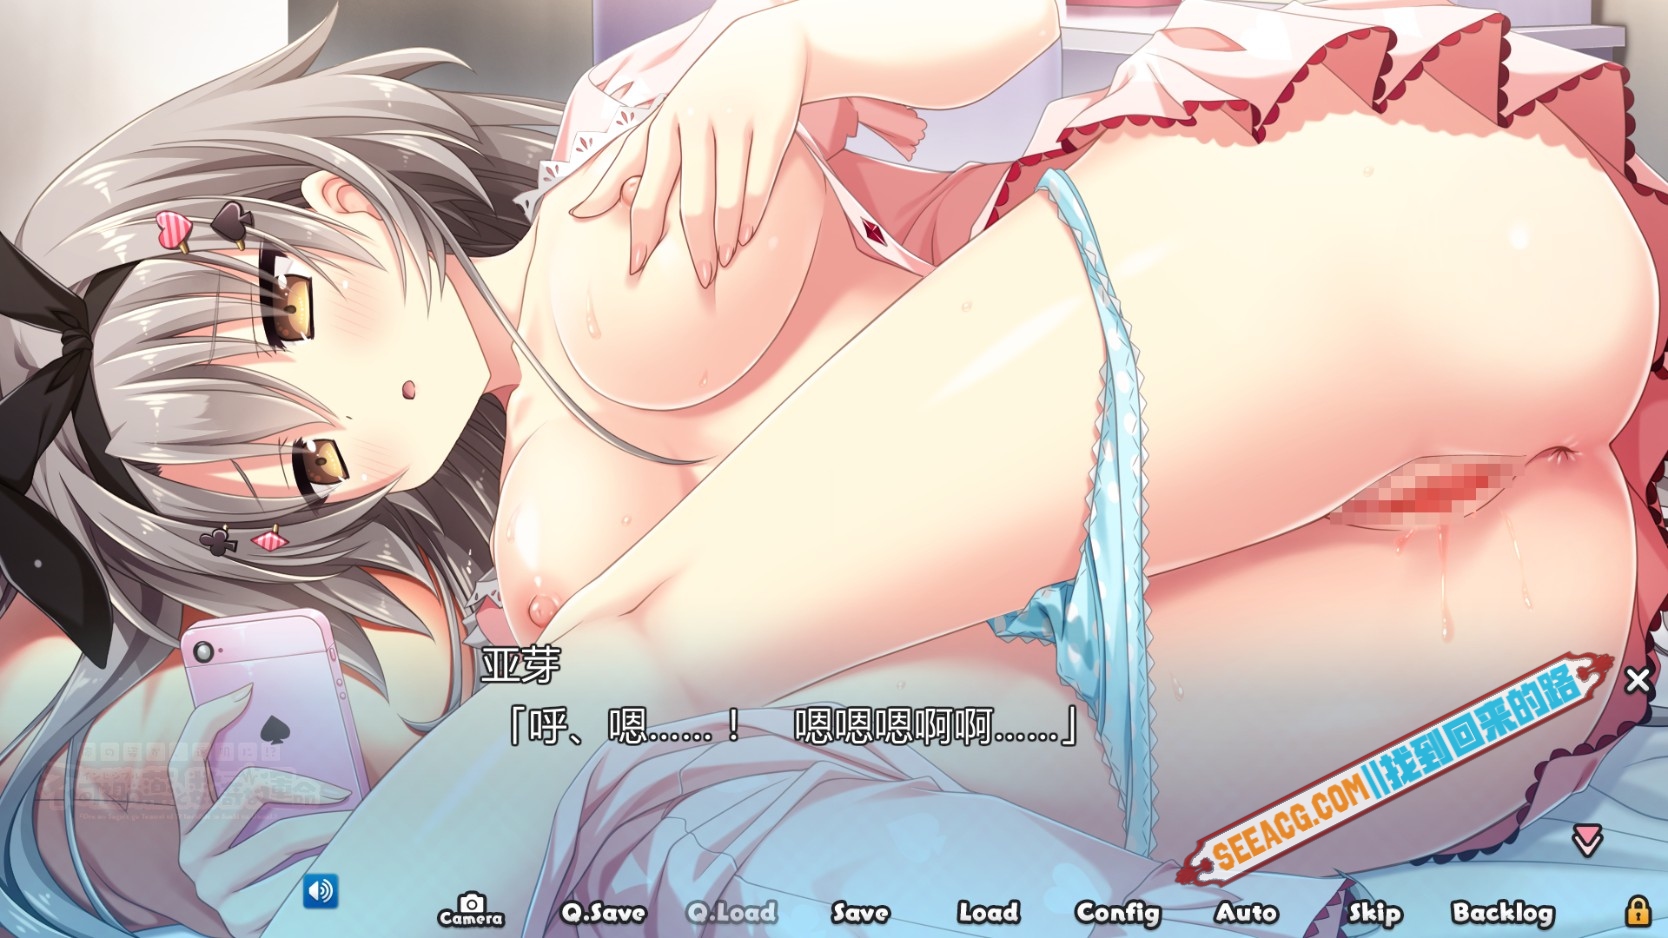 亚芽
「呼、嗯......！　嗯嗯嗯啊啊......」
SEEACG.COM||找到回来的路
Camera
Q.Save
Q.Load
Save
Load
Config
Auto
Skip
Backlog